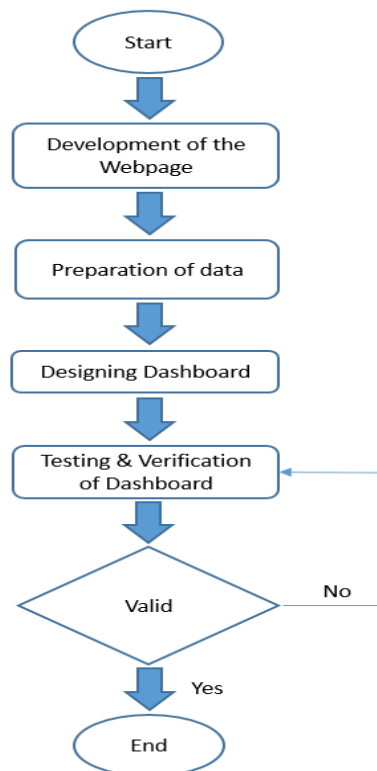 Start
Development of the
Webpage
Preparation of data
Designing Dashboard
Testing & Verification
of Dashboard
Valid
No
Yes
End